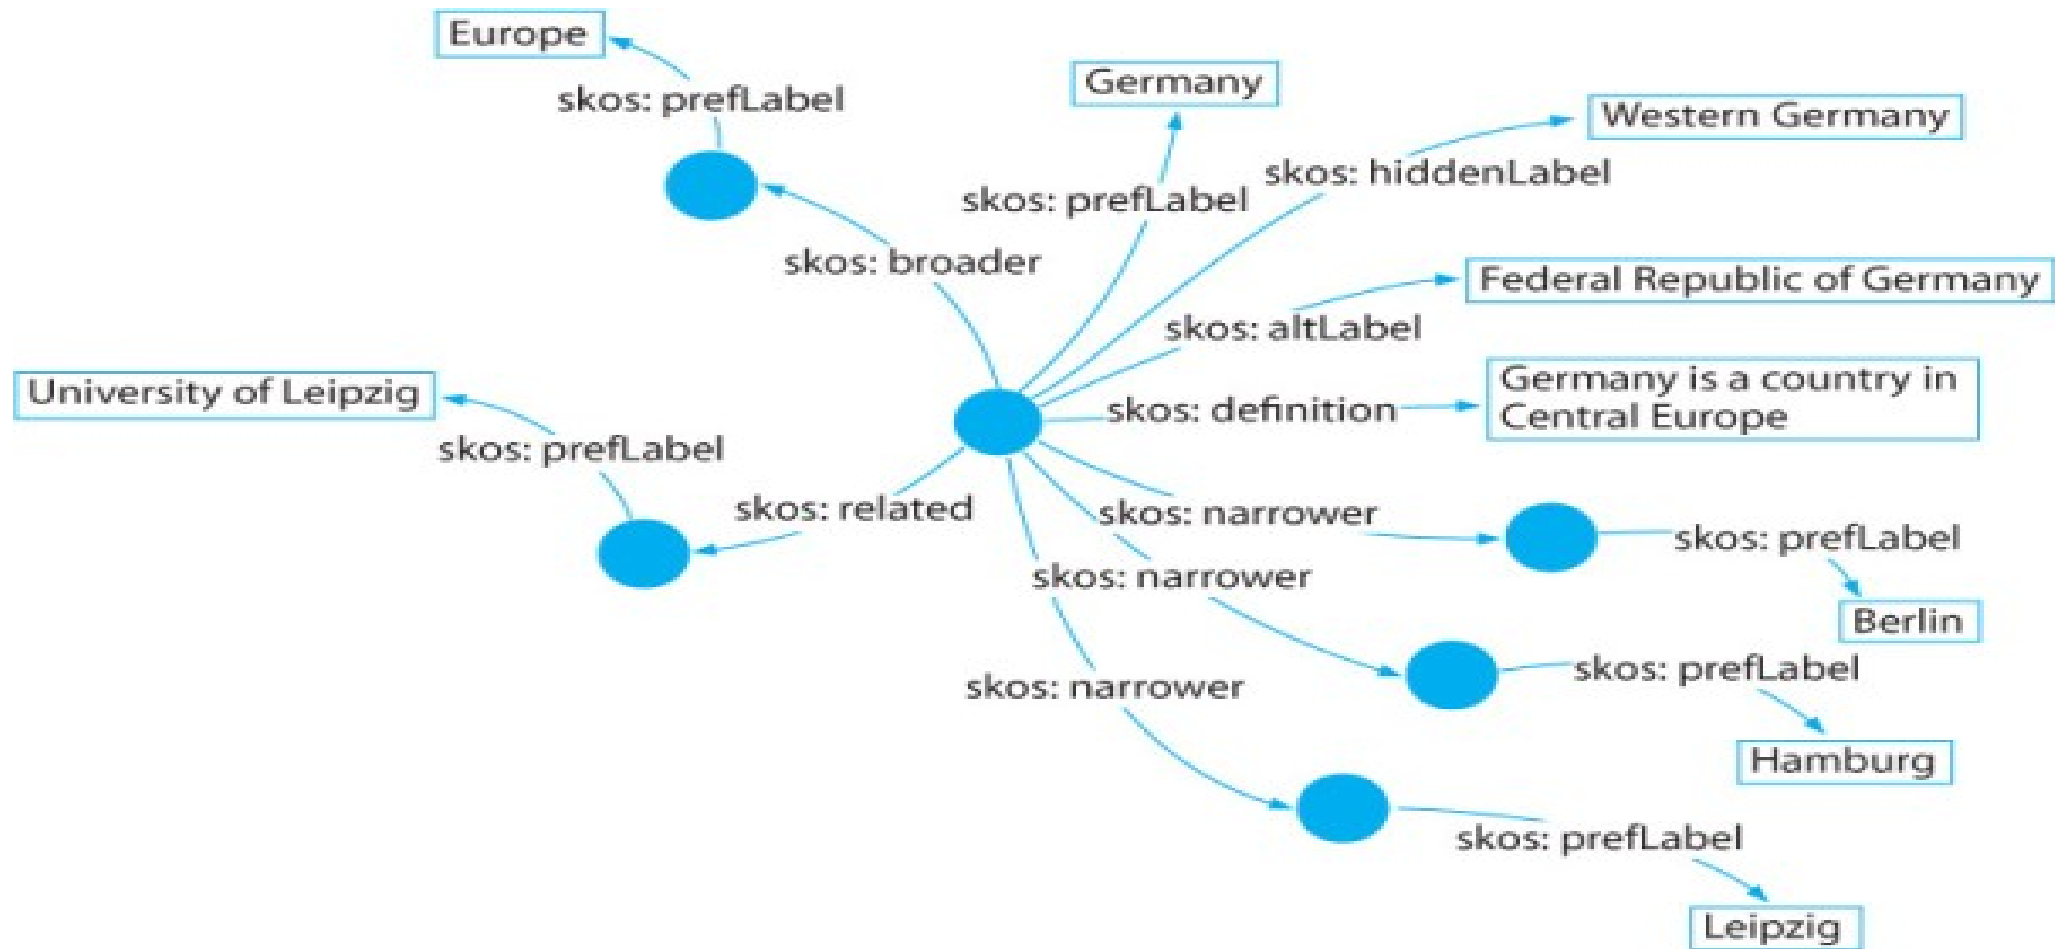 Europe
skos: prefLabel
Germany
Western Germany
skos: hiddenLabel
skos: prefLabel
skos: broader
Federal Republic of Germany
skos: altLabel
University of Leipzig
Germany is a country in
Central Europe
skos: definition
skos: prefLabel
skos: related
skos: narrower
skos: prefLabel
skos: narrower
Berlin
skos: prefLabel
skos: narrower
Hamburg
skos: prefLabel
Leipzig